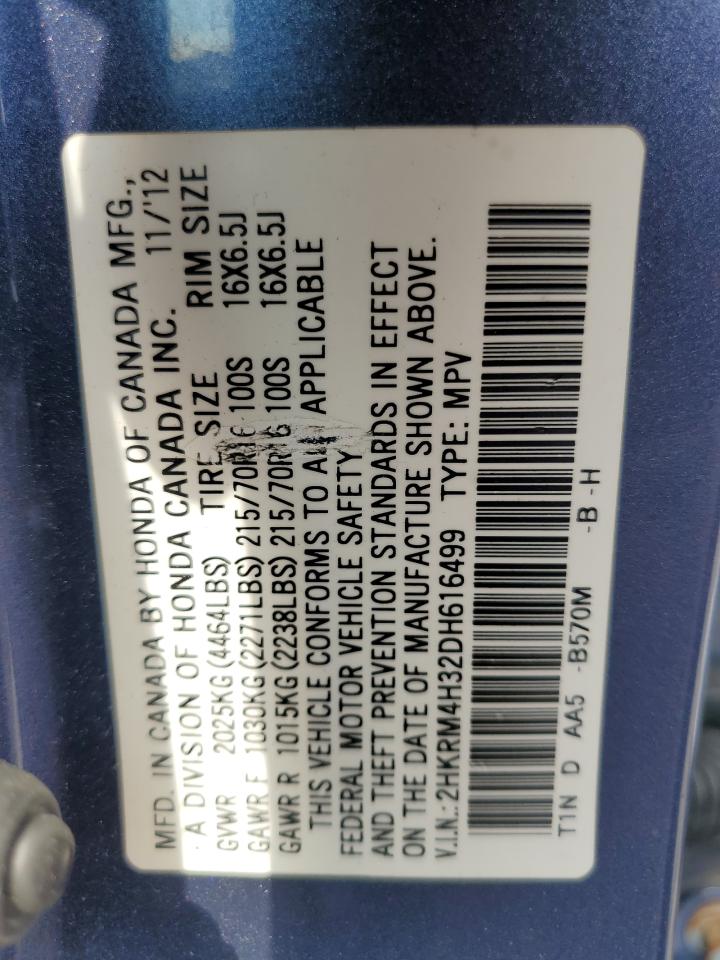 MFD. IN CANADA BY HONDA OF CANADA MFG.,
A DIVISION OF HONDA CANADA INC. 11/'12
GVWR 2025KG(4464LBS) TIRE SIZE RIM SIZE
GAWR F 1030KG(2271LBS) 215/70R16 100S 16X6.5J
GAWR R 1015KG(2238LBS) 215/70R16 100S 16X6.5J
THIS VEHICLE CONFORMS TO ALL APPLICABLE
FEDERAL MOTOR VEHICLE SAFETY
AND THEFT PREVENTION STANDARDS IN EFFECT
ON THE DATE OF MANUFACTURE SHOWN ABOVE.
V.I.N.: 2HKRM4H32DH616499 TYPE: MPV
T1N D AA5 -B570M -B -H